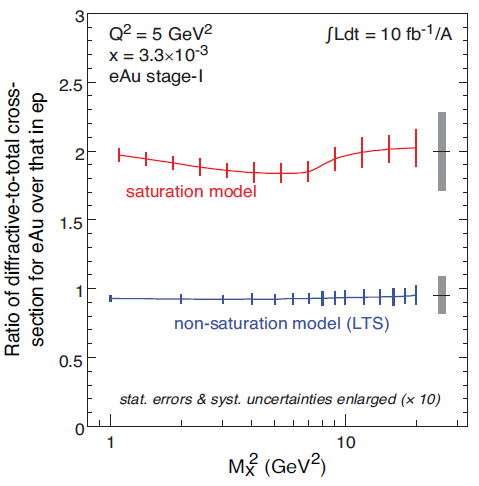 Q² = 5 GeV²
x = 3.3×10⁻³
eAu stage-I
∫Ldt = 10 fb⁻¹/A
3
2.5
2
1.5
1
0.5
0
Ratio of diffractive-to-total cross-
section for eAu over that in ep
saturation model
non-saturation model (LTS)
stat. errors & syst. uncertainties enlarged (× 10)
1
10
Mₓ² (GeV²)